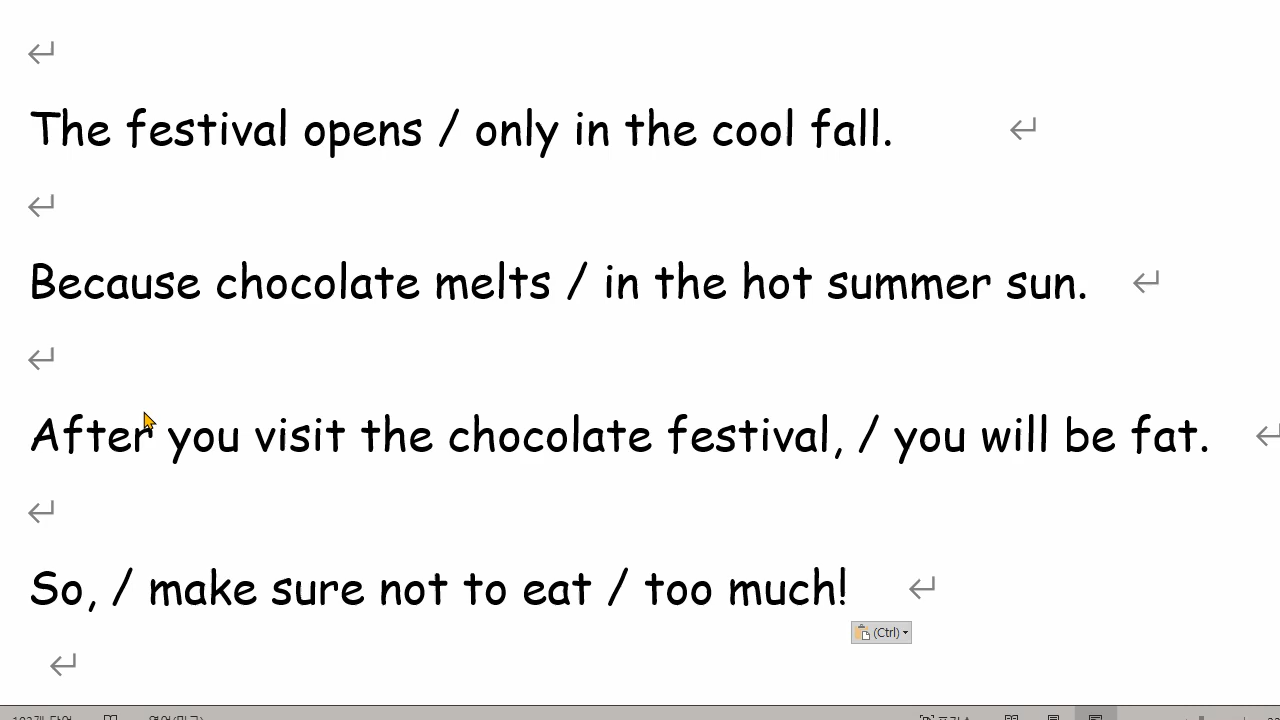 The festival opens / only in the cool fall.
Because chocolate melts / in the hot summer sun.
After you visit the chocolate festival, / you will be fat.
So, / make sure not to eat / too much!
(Ctrl)